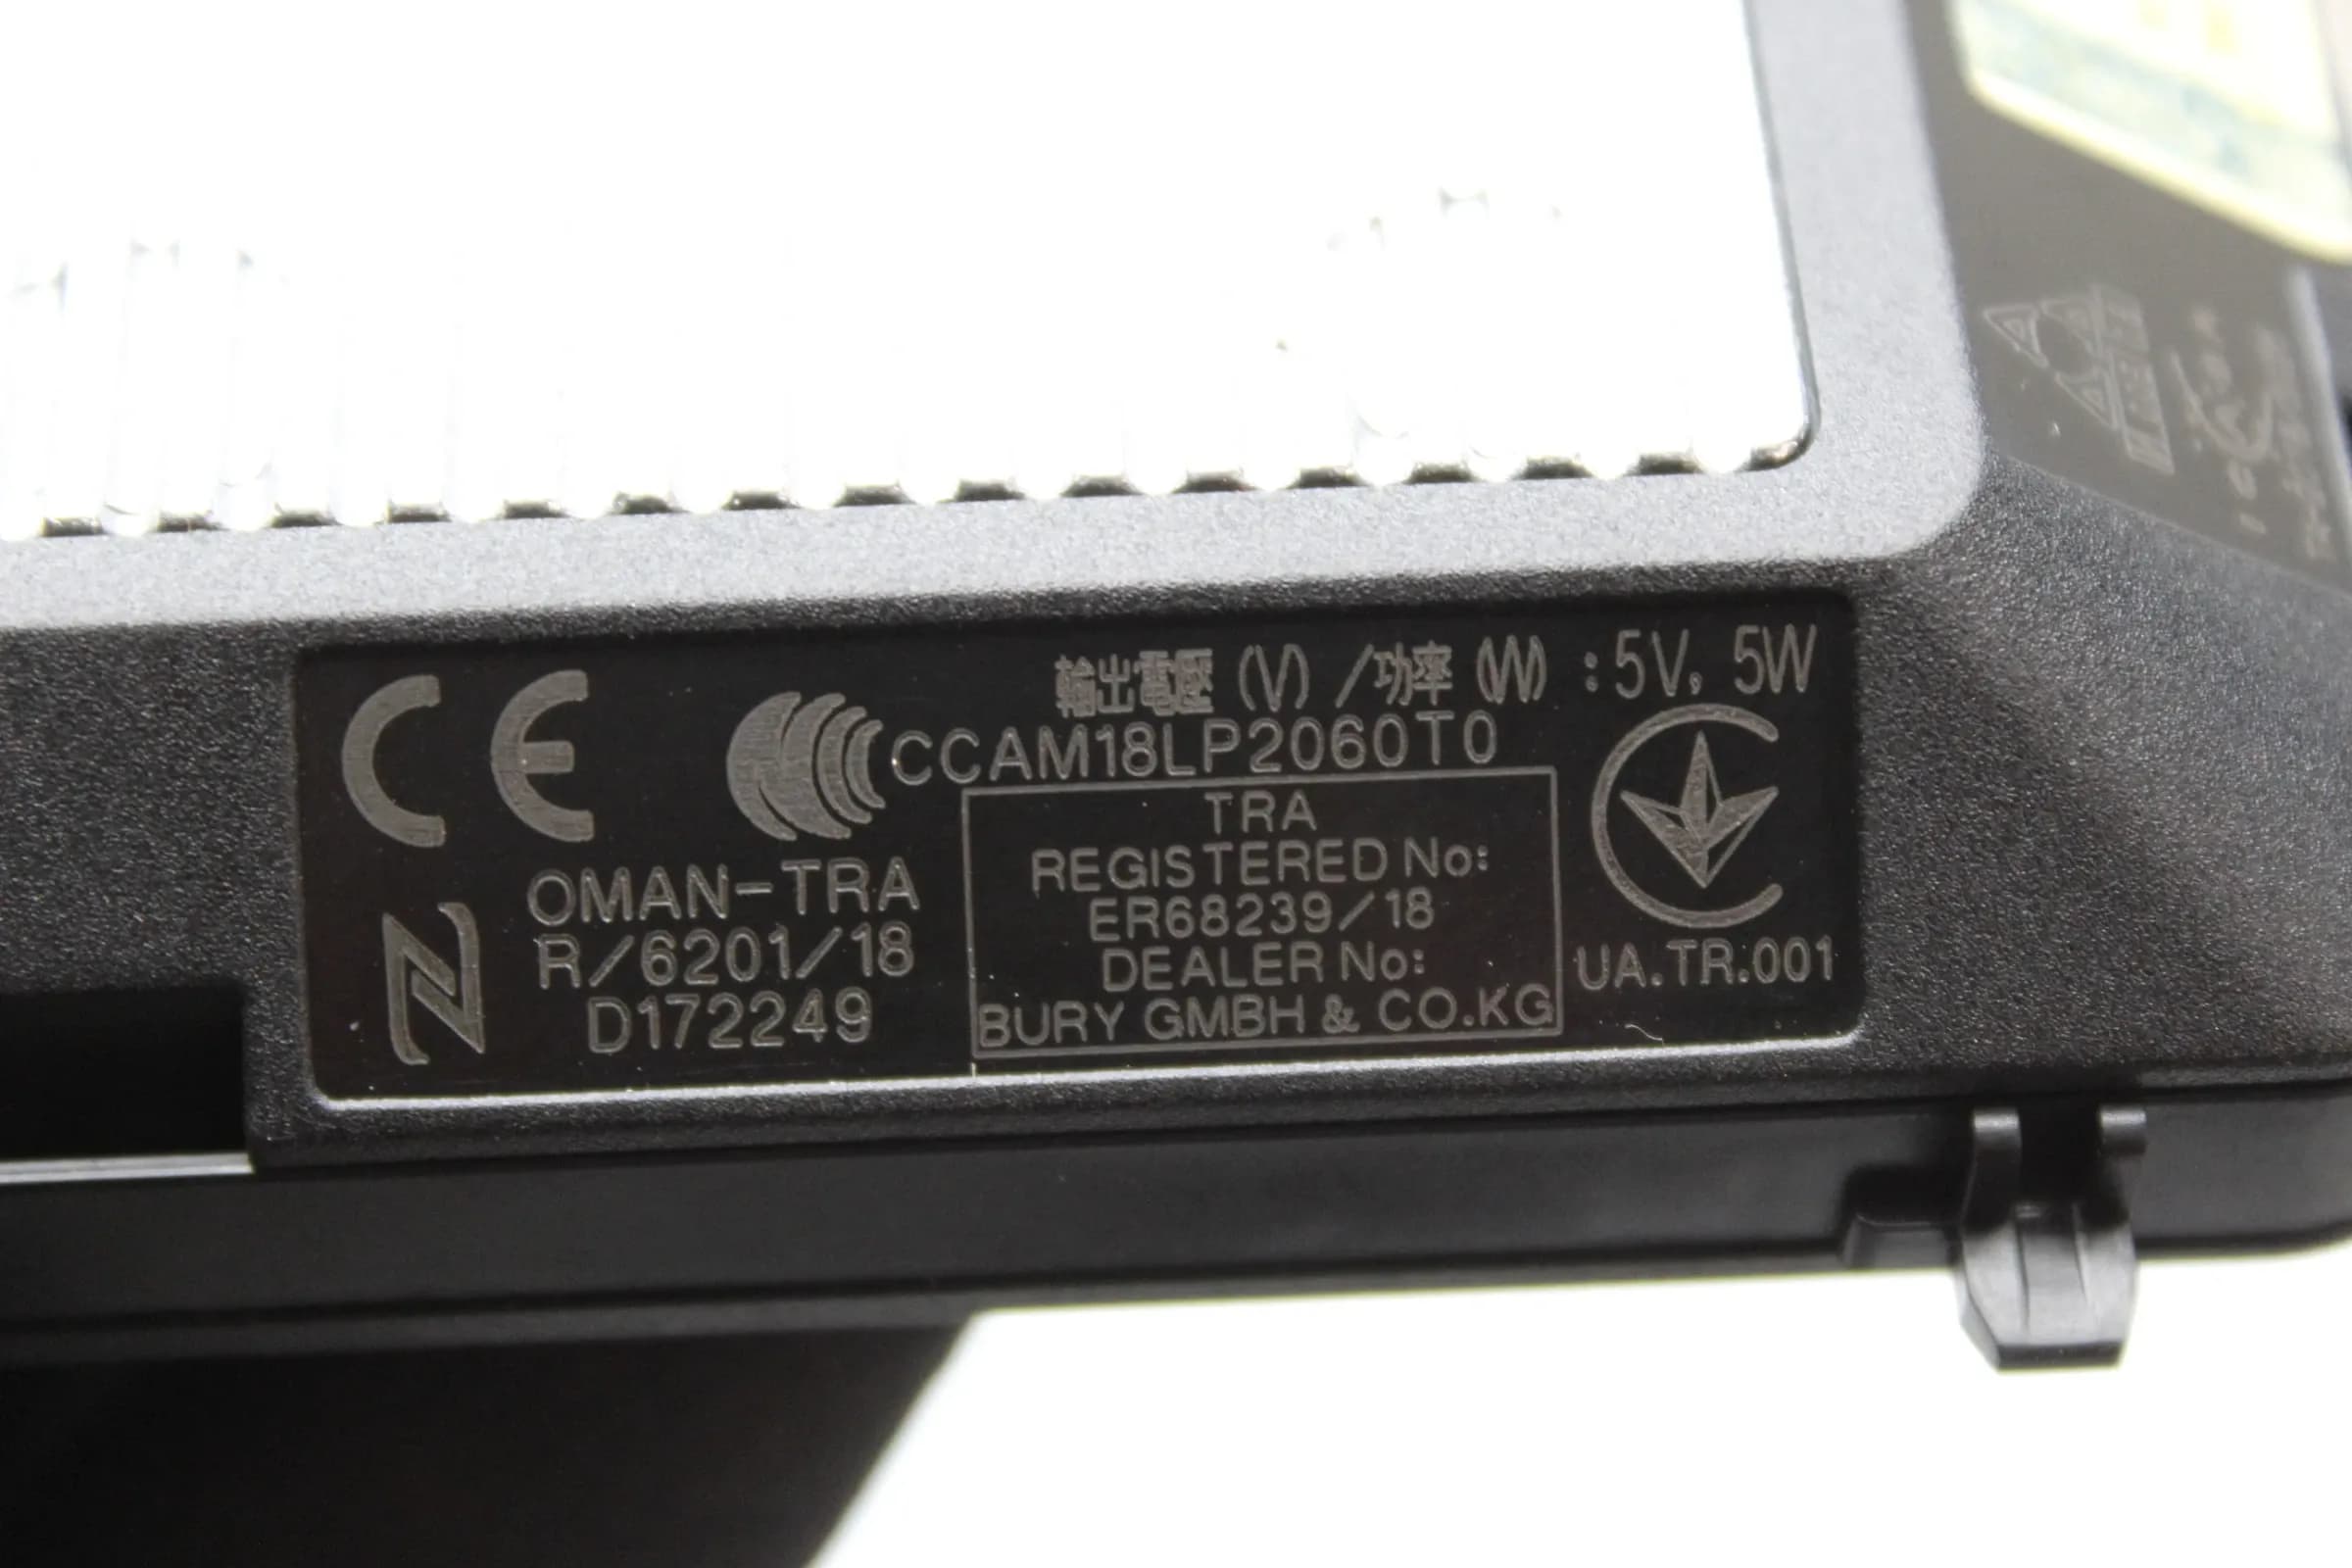 輸出電壓 (V) /功率 (W) :5V, 5W
CE
CCAM18LP2060T0
OMAN-TRA
R/6201/18
D172249
TRA
REGISTERED No:
ER68239/18
DEALER No:
BURY GMBH & CO.KG
UA.TR.001